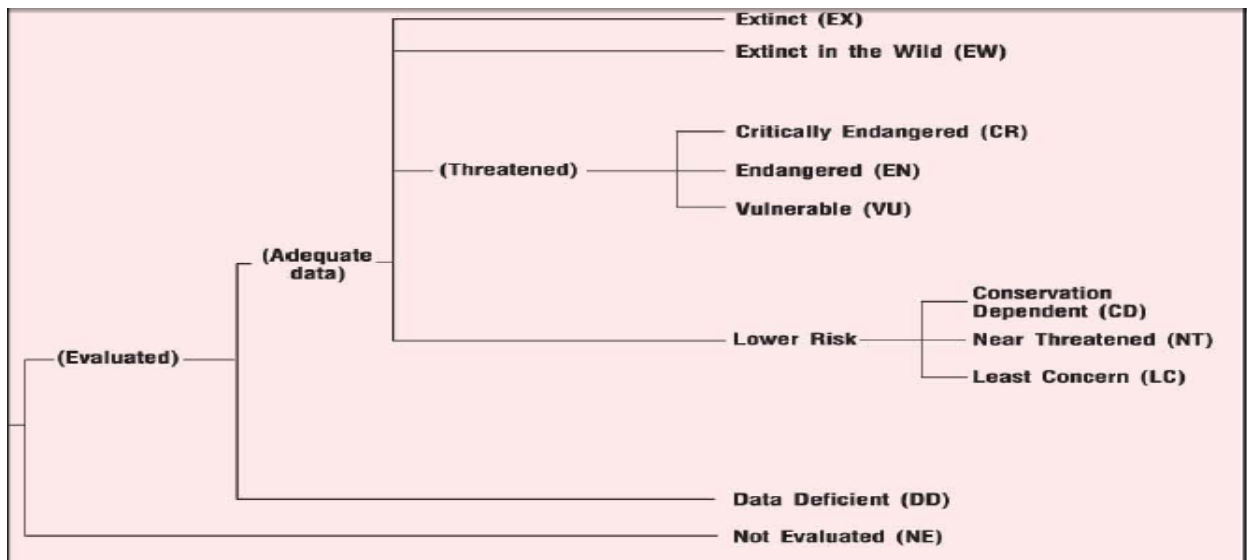 Extinct (EX)
Extinct in the Wild (EW)
Critically Endangered (CR)
(Threatened)
Endangered (EN)
Vulnerable (VU)
(Adequate
data)
Conservation
Dependent (CD)
Lower Risk
Near Threatened (NT)
(Evaluated)
Least Concern (LC)
Data Deficient (DD)
Not Evaluated (NE)